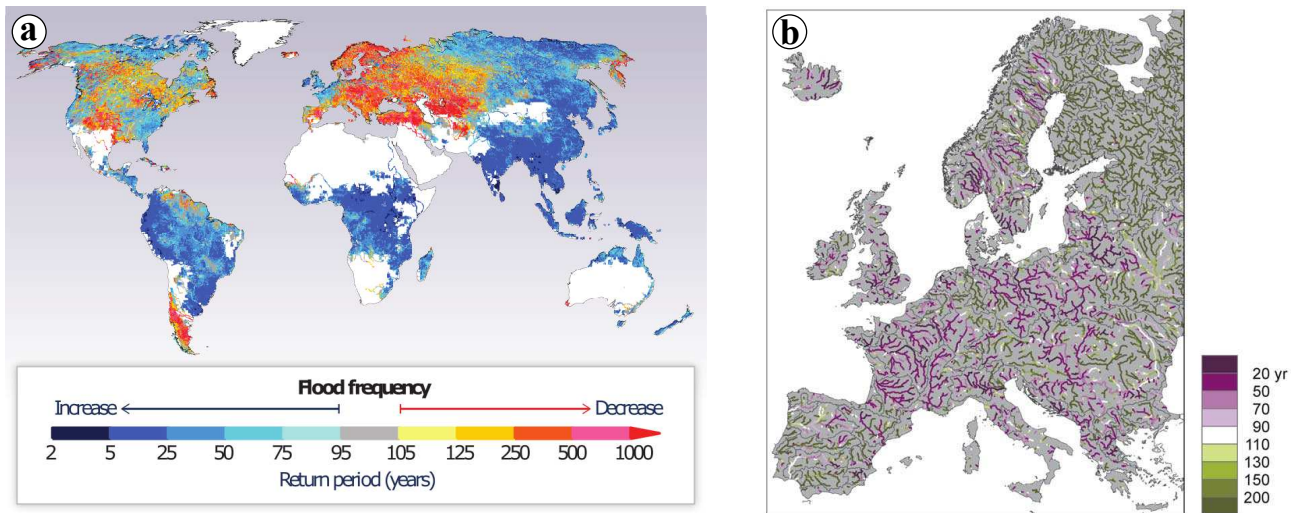 a
Flood frequency
Increase
Decrease
2 5 25 50 75 95 105 125 250 500 1000
Return period (years)
b
20 yr
50
70
90
110
130
150
200